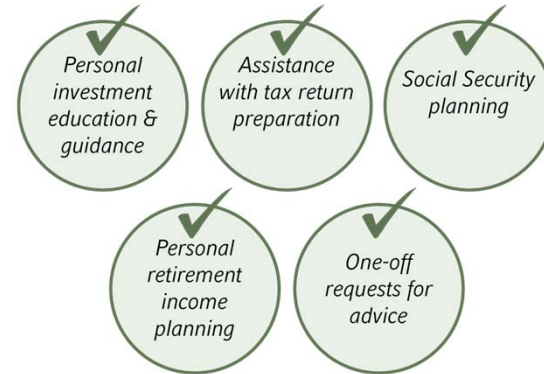 Personal
investment
education &
guidance
Assistance
with tax return
preparation
Social Security
planning
Personal
retirement
income
planning
One-off
requests for
advice